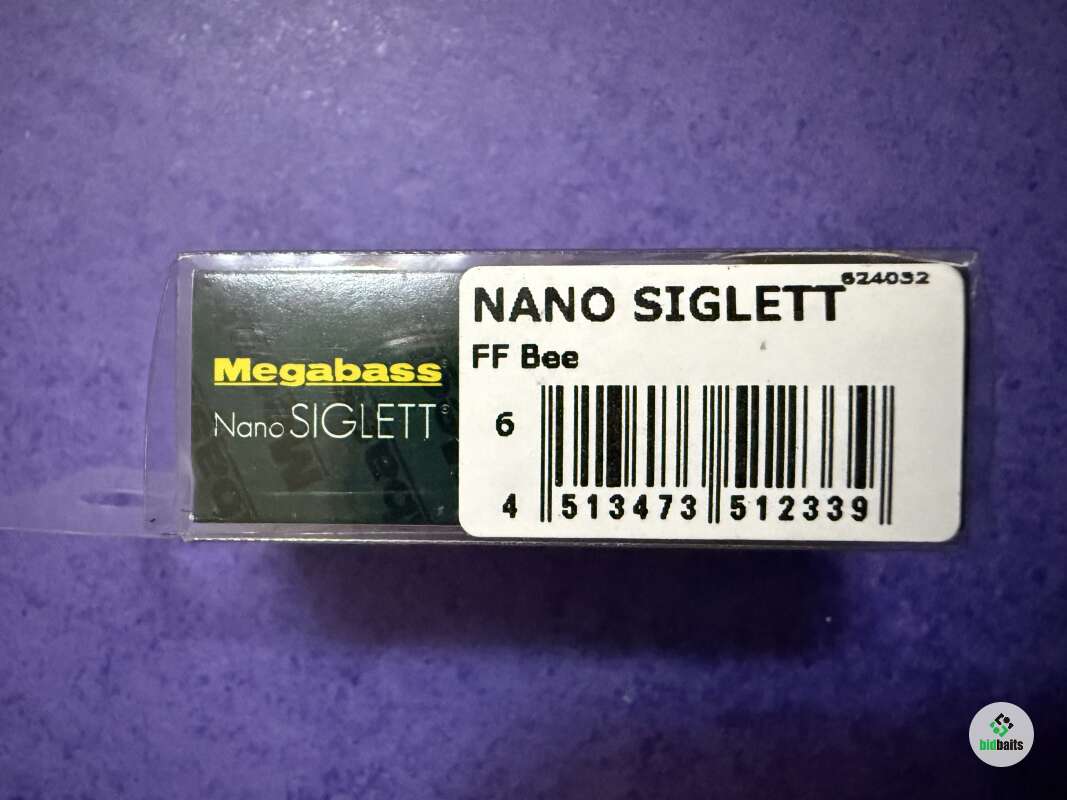 Megabass
Nano SIGLETT
624032
NANO SIGLETT
FF Bee
6
4 513473 512339
bidbaits